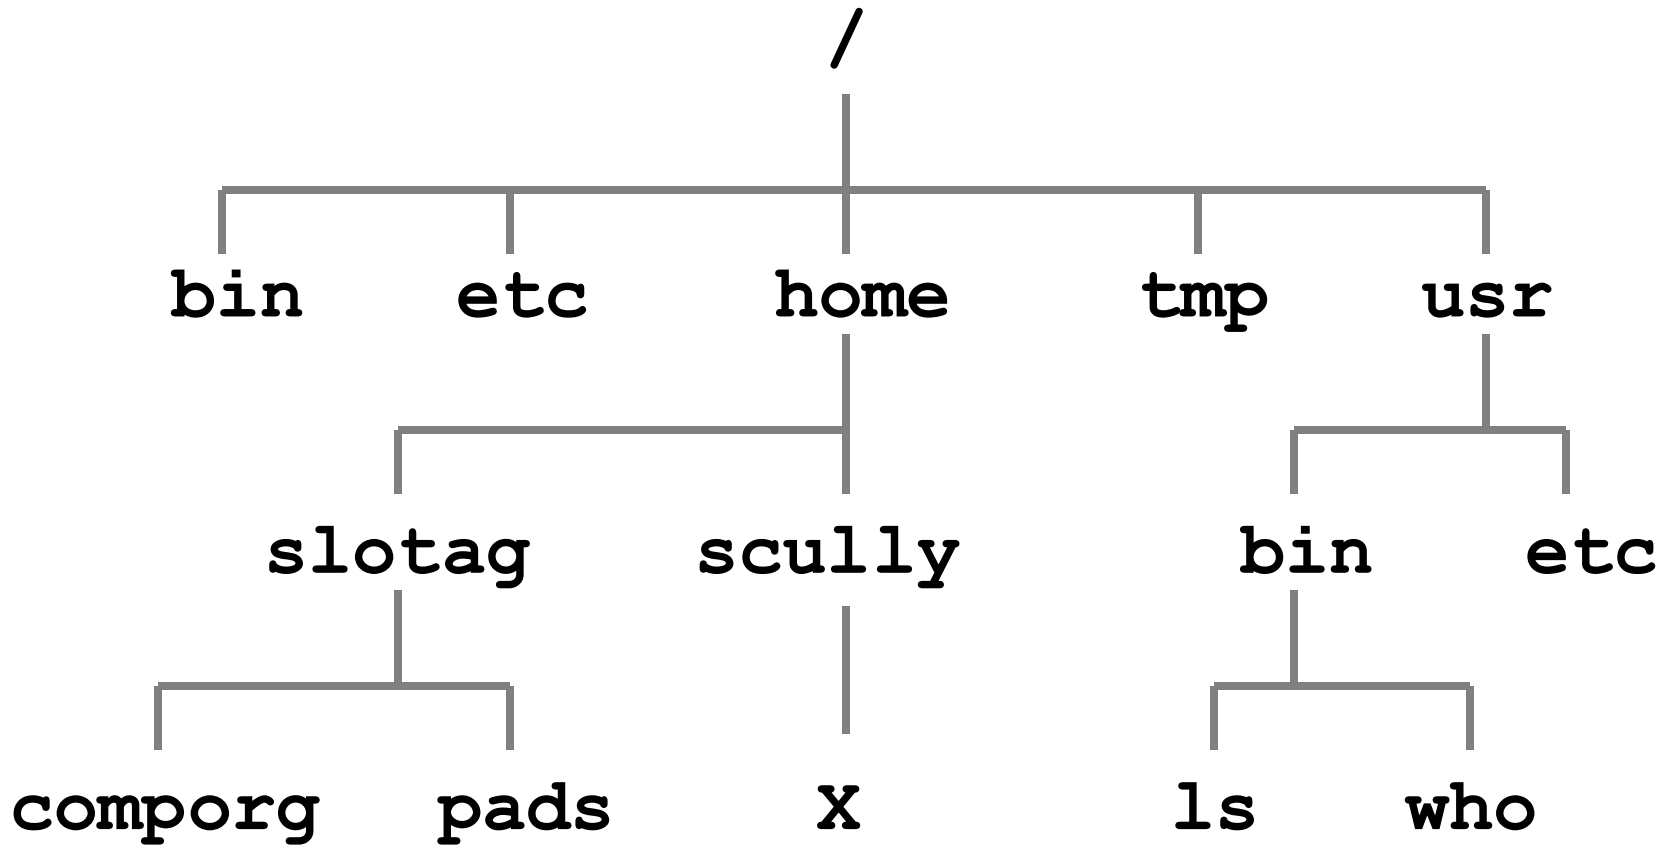 /
bin etc home tmp usr
slotag scully bin etc
comporg pads X ls who